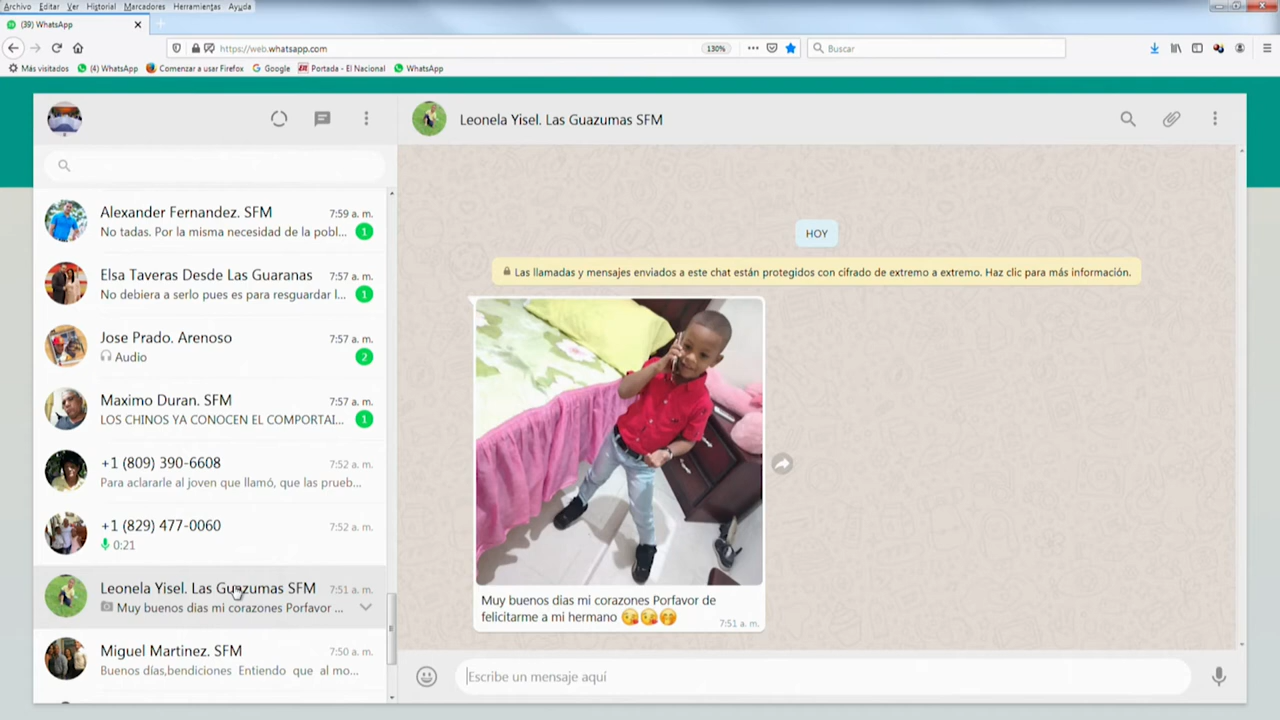 Archivo Editar Ver Historial Marcadores Herramientas Ayuda
(39) WhatsApp
https://web.whatsapp.com
130%
Buscar
Más visitados (4) WhatsApp Comenzar a usar Firefox Google Portada - El Nacional WhatsApp
Alexander Fernandez. SFM 7:59 a. m.
No tadas. Por la misma necesidad de la pobl... 1
Elsa Taveras Desde Las Guaranas 7:57 a. m.
No debiera a serlo pues es para resguardar l... 1
Jose Prado. Arenoso 7:57 a. m.
Audio 2
Maximo Duran. SFM 7:57 a. m.
LOS CHINOS YA CONOCEN EL COMPORTAI... 1
+1 (809) 390-6608 7:52 a. m.
Para aclararle al joven que llamó, que las prueb...
+1 (829) 477-0060 7:52 a. m.
0:21
Leonela Yisel. Las Guazumas SFM 7:51 a. m.
Muy buenos dias mi corazones Porfavor ...
Miguel Martinez. SFM 7:50 a. m.
Buenos días,bendiciones Entiendo que al mo...
Leonela Yisel. Las Guazumas SFM
HOY
Las llamadas y mensajes enviados a este chat están protegidos con cifrado de extremo a extremo. Haz clic para más información.
Muy buenos dias mi corazones Porfavor de
felicitarme a mi hermano 😘😘🤭
7:51 a. m.
Escribe un mensaje aquí